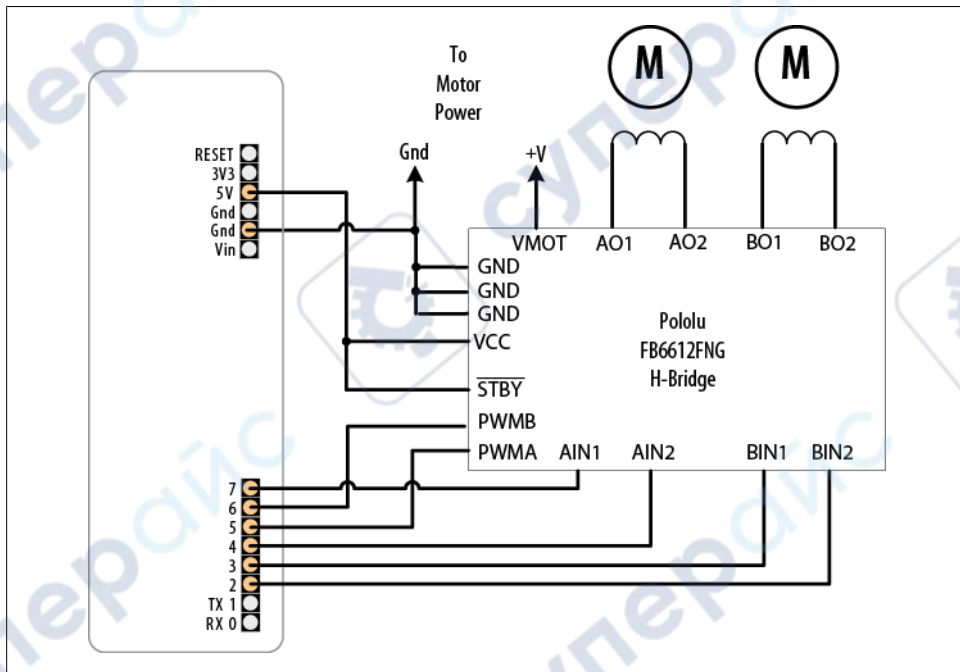 To
Motor
Power
M
M
Gnd
+V
RESET
3V3
5V
Gnd
Gnd
Vin
VMOT AO1 AO2 BO1 BO2
GND
GND
GND
VCC
STBY
PWMB
PWMA AIN1 AIN2 BIN1 BIN2
Pololu
FB6612FNG
H-Bridge
7
6
5
4
3
2
TX 1
RX 0
суперайс
суперайс